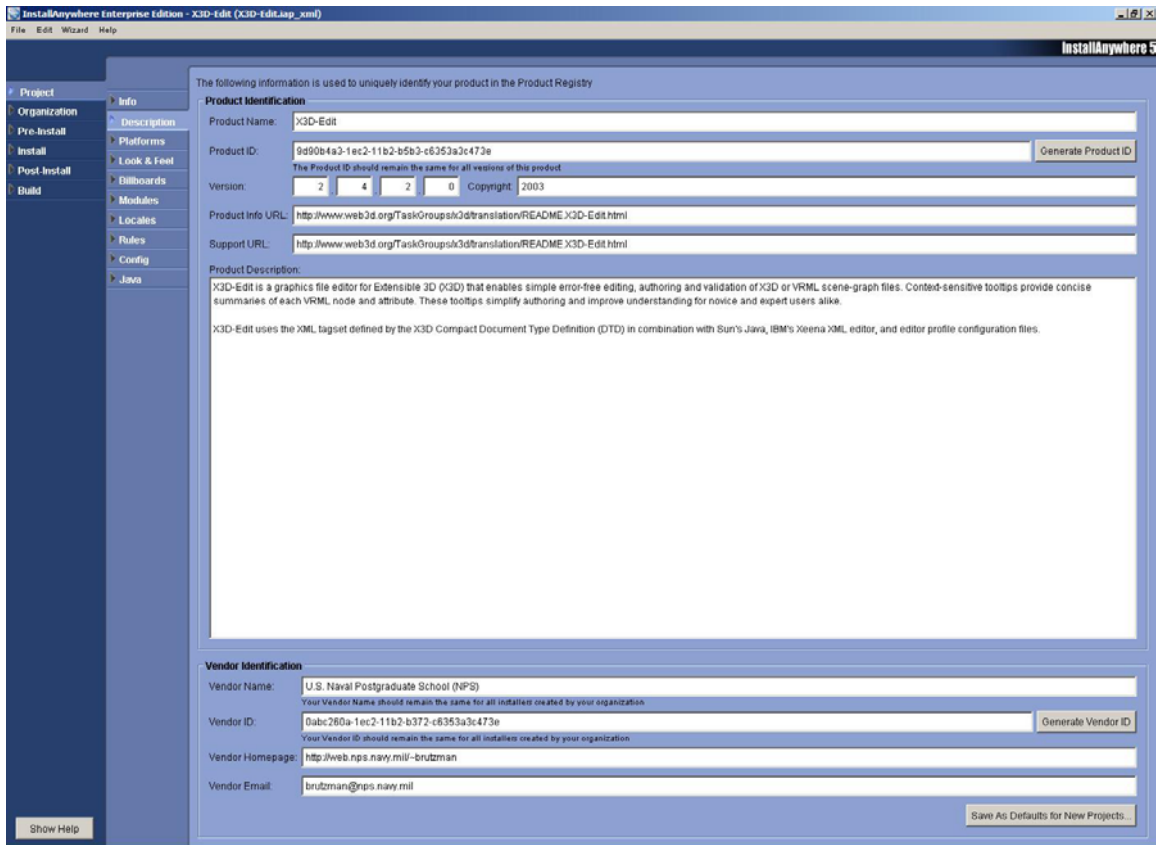 InstallAnywhere Enterprise Edition - X3D-Edit (X3D-Edit.iap_xml)
File Edit Wizard Help
InstallAnywhere 5
Project
Organization
Pre-Install
Install
Post-Install
Build
Info
Description
Platforms
Look & Feel
Billboards
Modules
Locales
Rules
Config
Java
The following information is used to uniquely identify your product in the Product Registry
Product Identification
Product Name: X3D-Edit
Product ID: 9d90b4a3-1ec2-11b2-b5b3-c6353a3c473e Generate Product ID
The Product ID should remain the same for all versions of this product
Version: 2 . 4 . 2 . 0 Copyright: 2003
Product Info URL: http://www.web3d.org/TaskGroups/x3d/translation/README.X3D-Edit.html
Support URL: http://www.web3d.org/TaskGroups/x3d/translation/README.X3D-Edit.html
Product Description:
X3D-Edit is a graphics file editor for Extensible 3D (X3D) that enables simple error-free editing, authoring and validation of X3D or VRML scene-graph files. Context-sensitive tooltips provide concise
summaries of each VRML node and attribute. These tooltips simplify authoring and improve understanding for novice and expert users alike.
X3D-Edit uses the XML tagset defined by the X3D Compact Document Type Definition (DTD) in combination with Sun's Java, IBM's Xeena XML editor, and editor profile configuration files.
Vendor Identification
Vendor Name: U.S. Naval Postgraduate School (NPS)
Your Vendor Name should remain the same for all installers created by your organization
Vendor ID: 0abc260a-1ec2-11b2-b372-c6353a3c473e Generate Vendor ID
Your Vendor ID should remain the same for all installers created by your organization
Vendor Homepage: http://web.nps.navy.mil/~brutzman
Vendor Email: brutzman@nps.navy.mil
Save As Defaults for New Projects...
Show Help